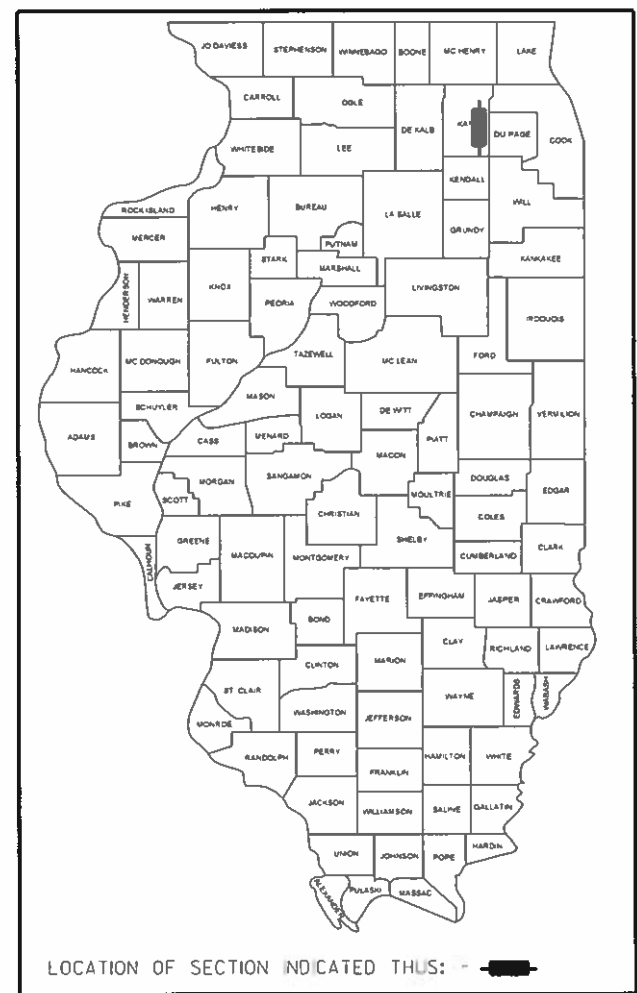 JO DAVIESS STEPHENSON WINNEBAGO BOONE MC HENRY LAKE
CARROLL OGLE DE KALB DU PAGE COOK
WHITESIDE LEE
KENDALL
ROCK ISLAND HENRY BUREAU LA SALLE GRUNDY WILL
MERCER PUTNAM
STARK MARSHALL KANKAKEE
HENDERSON WARREN KNOX PEORIA WOODFORD LIVINGSTON IROQUOIS
HANCOCK MC DONOUGH FULTON TAZEWELL MC LEAN FORD
SCHUYLER MASON
ADAMS BROWN CASS MENARD LOGAN DE WITT CHAMPAIGN VERMILION
PIATT
MACON
PIKE SCOTT MORGAN SANGAMON MOULTRIE DOUGLAS EDGAR
CHRISTIAN COLES
GREENE SHELBY
CALHOUN MACOUPIN MONTGOMERY CUMBERLAND CLARK
JERSEY
FAYETTE EFFINGHAM JASPER CRAWFORD
MADISON BOND
CLAY RICHLAND LAWRENCE
CLINTON MARION
ST CLAIR WAYNE EDWARDS WABASH
MONROE WASHINGTON JEFFERSON
RANDOLPH PERRY HAMILTON WHITE
FRANKLIN
JACKSON WILLIAMSON SALINE GALLATIN
UNION JOHNSON POPE HARDIN
ALEXANDER PULASKI MASSAC
LOCATION OF SECTION INDICATED THUS: -